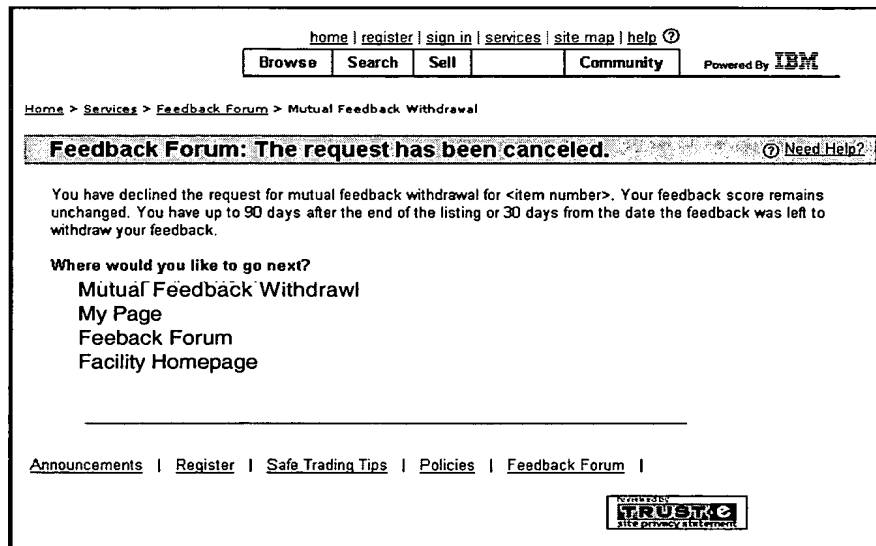 home | register | sign in | services | site map | help ?
Browse Search Sell Community Powered By IBM
Home > Services > Feedback Forum > Mutual Feedback Withdrawal
Feedback Forum: The request has been canceled. ? Need Help?
You have declined the request for mutual feedback withdrawal for <item number>. Your feedback score remains
unchanged. You have up to 90 days after the end of the listing or 30 days from the date the feedback was left to
withdraw your feedback.
Where would you like to go next?
Mutual Feedback Withdrawl
My Page
Feeback Forum
Facility Homepage
Announcements | Register | Safe Trading Tips | Policies | Feedback Forum |
reviewed by
TRUST·e
site privacy statement